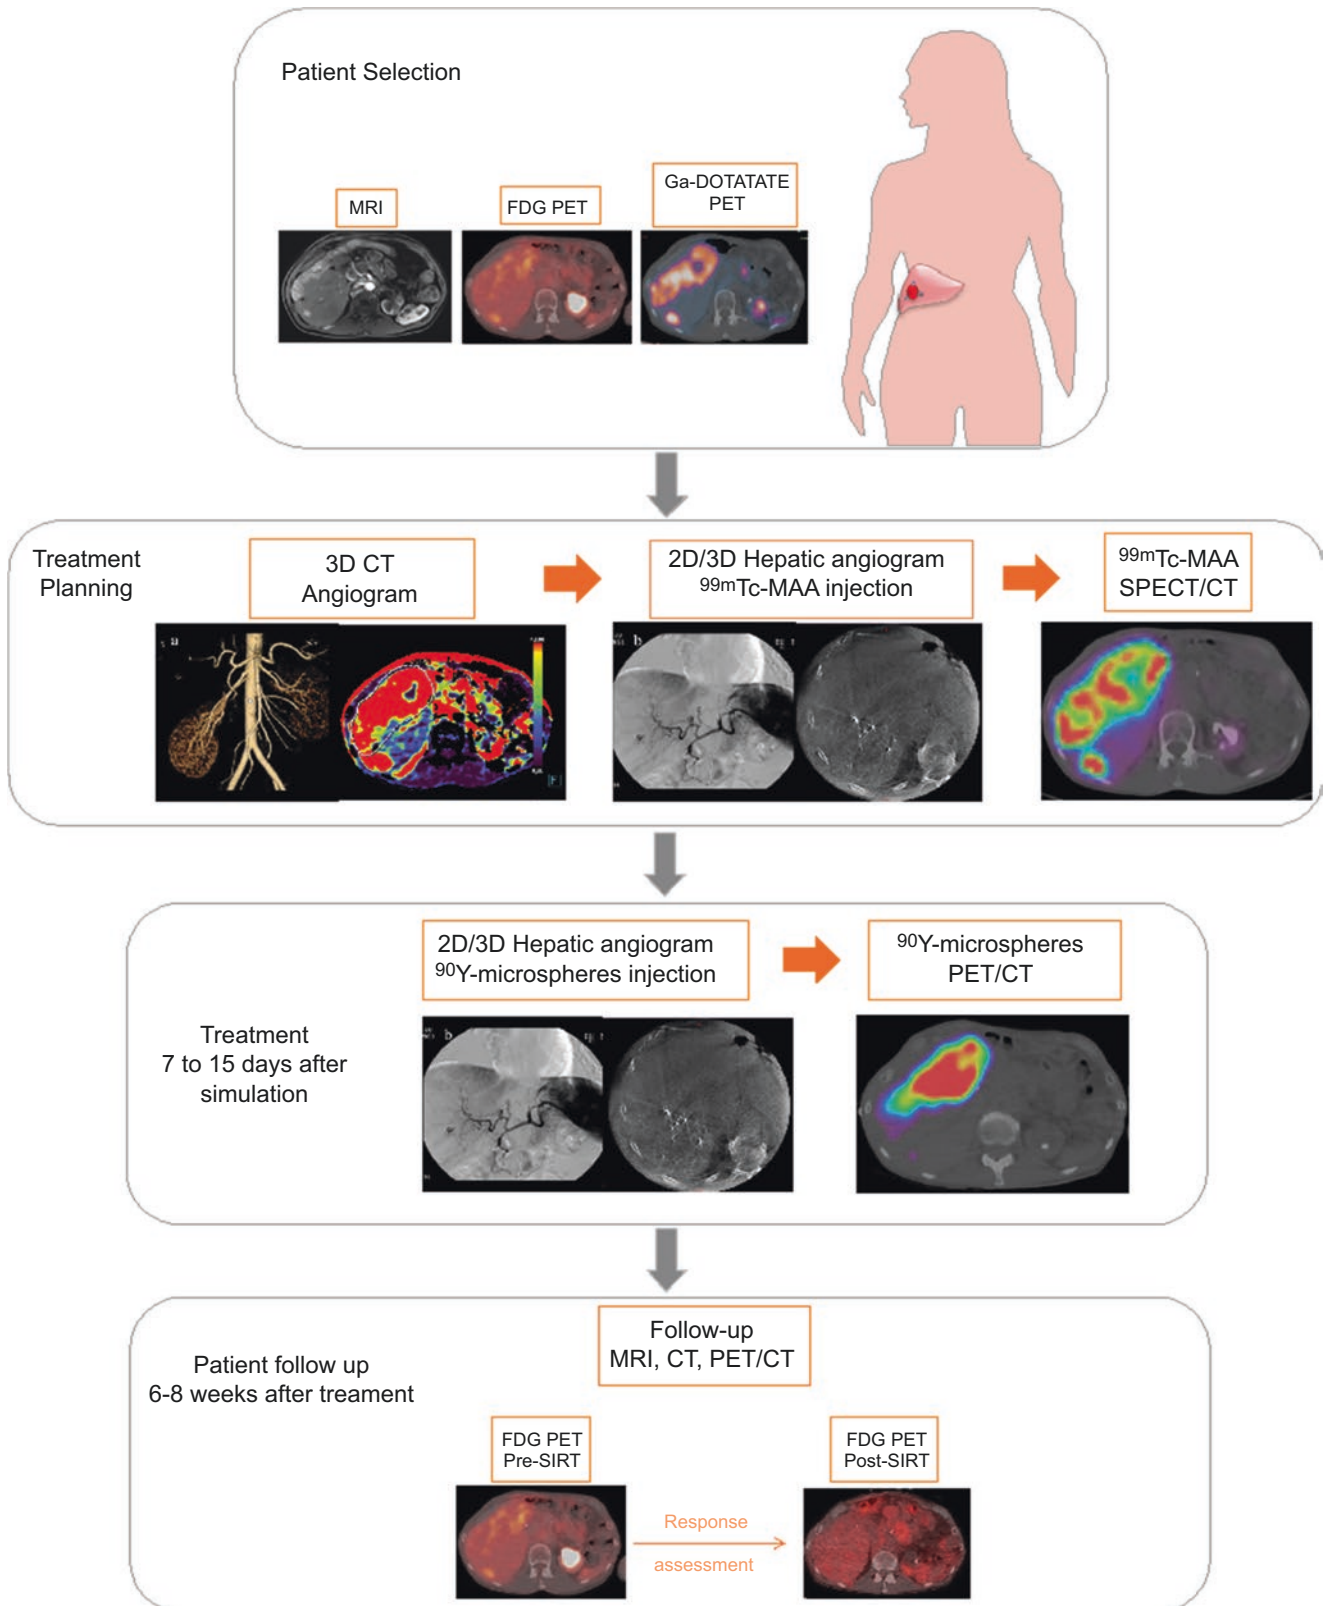 Patient Selection
MRI
FDG PET
Ga-DOTATATE
PET
Treatment
Planning
3D CT
Angiogram
2D/3D Hepatic angiogram
99mTc-MAA injection
99mTc-MAA
SPECT/CT
a
b
F
2D/3D Hepatic angiogram
90Y-microspheres injection
90Y-microspheres
PET/CT
Treatment
7 to 15 days after
simulation
b
Follow-up
MRI, CT, PET/CT
Patient follow up
6-8 weeks after treament
FDG PET
Pre-SIRT
FDG PET
Post-SIRT
Response
assessment